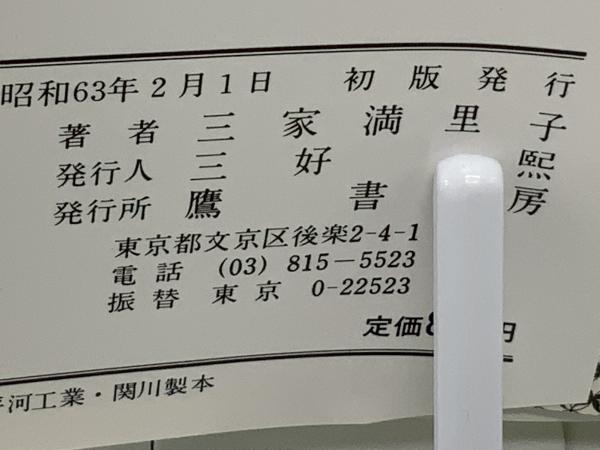 昭和63年2月1日 初版発行
著者 三家満里子
発行人 三好 熙
発行所 鷹書房
東京都文京区後楽2-4-1
電話 (03) 815-5523
振替 東京 0-22523
定価 円
河工業・関川製本